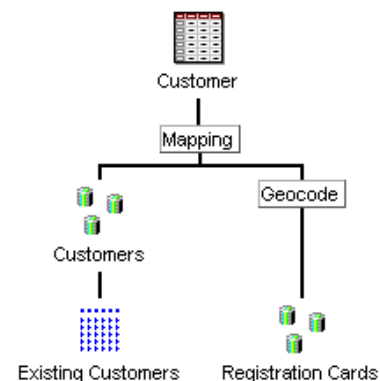 Customer
Mapping
Geocode
Customers
Existing Customers
Registration Cards